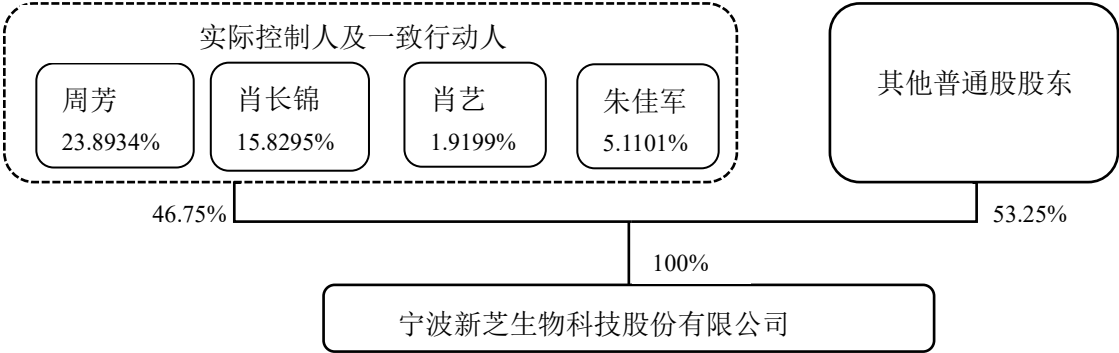 实际控制人及一致行动人
周芳
23.8934%
肖长锦
15.8295%
肖艺
1.9199%
朱佳军
5.1101%
其他普通股股东
46.75%
53.25%
100%
宁波新芝生物科技股份有限公司